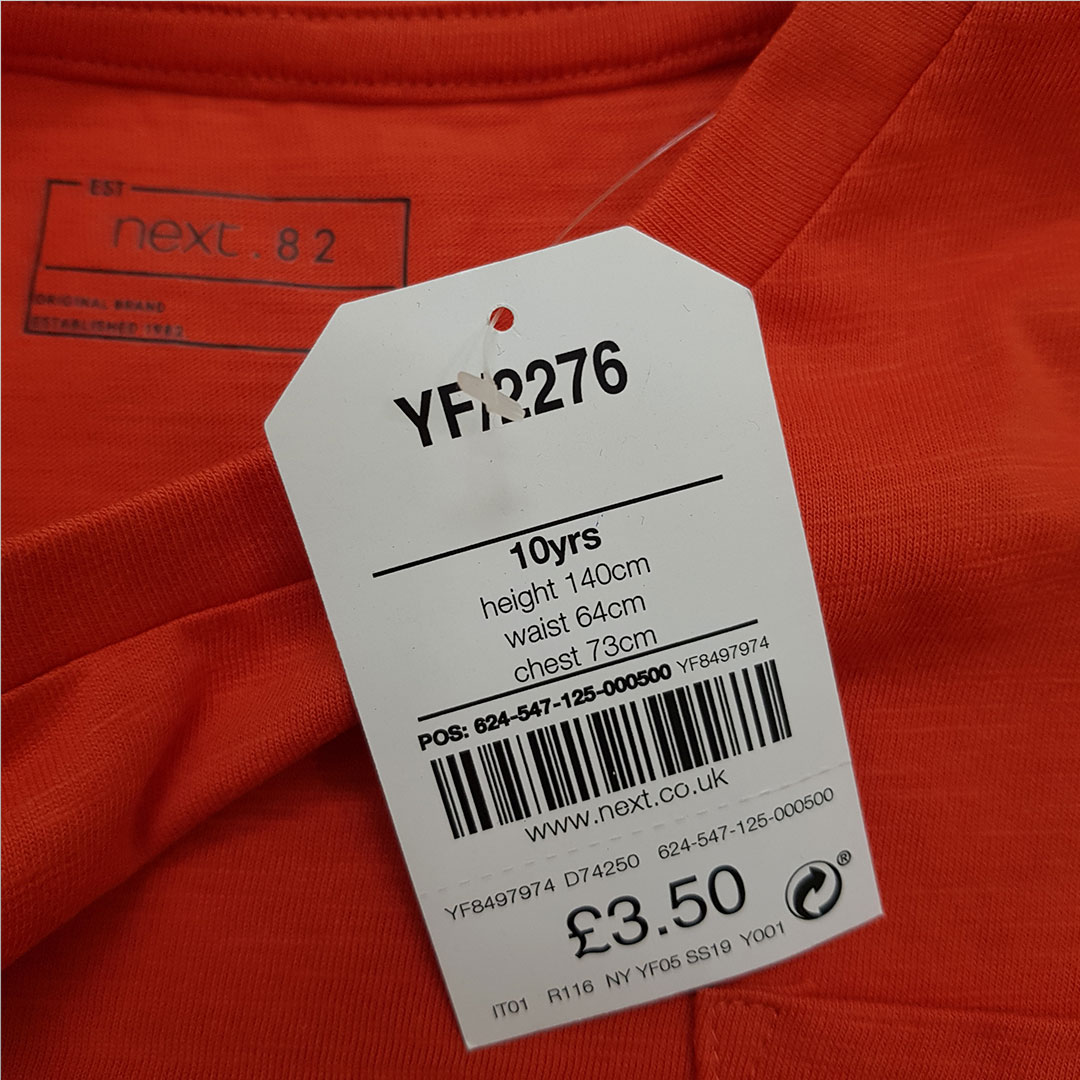 EST
next.82
ORIGINAL BRAND
ESTABLISHED 1982
YF/2276
10yrs
height 140cm
waist 64cm
chest 73cm
POS: 624-547-125-000500 YF8497974
www.next.co.uk
YF8497974 D74250 624-547-125-000500
£3.50 ®
IT01 R116 NY YF05 SS19 Y001